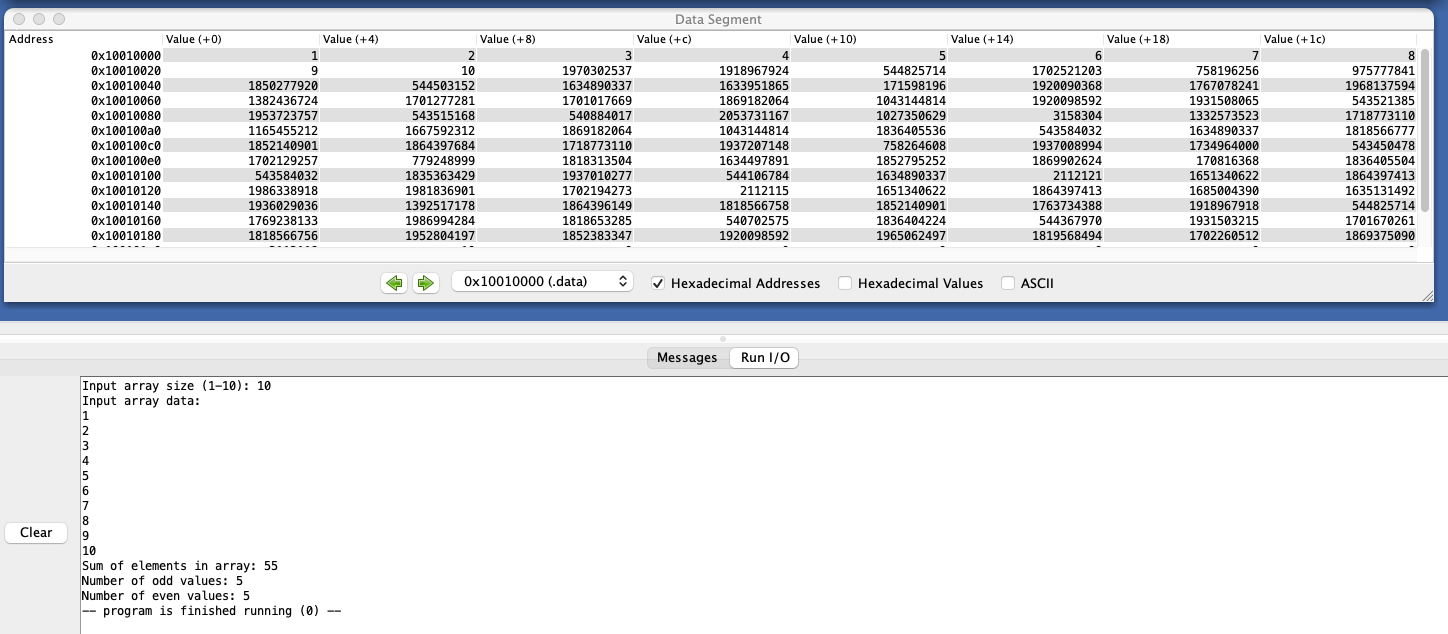 Data Segment
Address Value (+0) Value (+4) Value (+8) Value (+c) Value (+10) Value (+14) Value (+18) Value (+1c)
0x10010000 1 2 3 4 5 6 7 8
0x10010020 9 10 1970302537 1918967924 544825714 1702521203 758196256 975777841
0x10010040 1850277920 544503152 1634890337 1633951865 171598196 1920090368 1767078241 1968137594
0x10010060 1382436724 1701277281 1701017669 1869182064 1043144814 1920098592 1931508065 543521385
0x10010080 1953723757 543515168 540884017 2053731167 1027350629 3158304 1332573523 1718773110
0x100100a0 1165455212 1667592312 1869182064 1043144814 1836405536 543584032 1634890337 1818566777
0x100100c0 1852140901 1864397684 1718773110 1937207148 758264608 1937008994 1734964000 543450478
0x100100e0 1702129257 779248999 1818313504 1634497891 1852795252 1869902624 170816368 1836405504
0x10010100 543584032 1835363429 1937010277 544106784 1634890337 2112121 1651340622 1864397413
0x10010120 1986338918 1981836901 1702194273 2112115 1651340622 1864397413 1685004390 1635131492
0x10010140 1936029036 1392517178 1864396149 1818566758 1852140901 1763734388 1918967918 544825714
0x10010160 1769238133 1986994284 1818653285 540702575 1836404224 544367970 1931503215 1701670261
0x10010180 1818566756 1952804197 1852383347 1920098592 1965062497 1819568494 1702260512 1869375090
0x10010000 (.data) Hexadecimal Addresses Hexadecimal Values ASCII
Messages Run I/O
Input array size (1-10): 10
Input array data:
1
2
3
4
5
6
7
8
Clear
9
10
Sum of elements in array: 55
Number of odd values: 5
Number of even values: 5
-- program is finished running (0) --